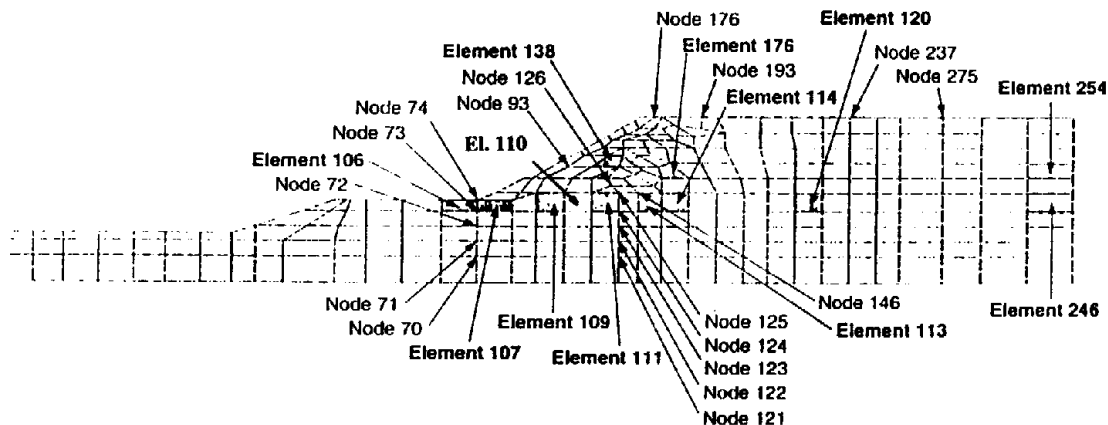 Node 176
Element 120
Element 138
Element 176
Node 237
Node 126
Node 193
Node 275
Node 74
Node 93
Element 114
Element 254
Node 73
El. 110
Element 106
Node 72
Node 71
Node 146
Element 246
Node 70
Element 109
Node 125
Element 113
Element 107
Element 111
Node 124
Node 123
Node 122
Node 121